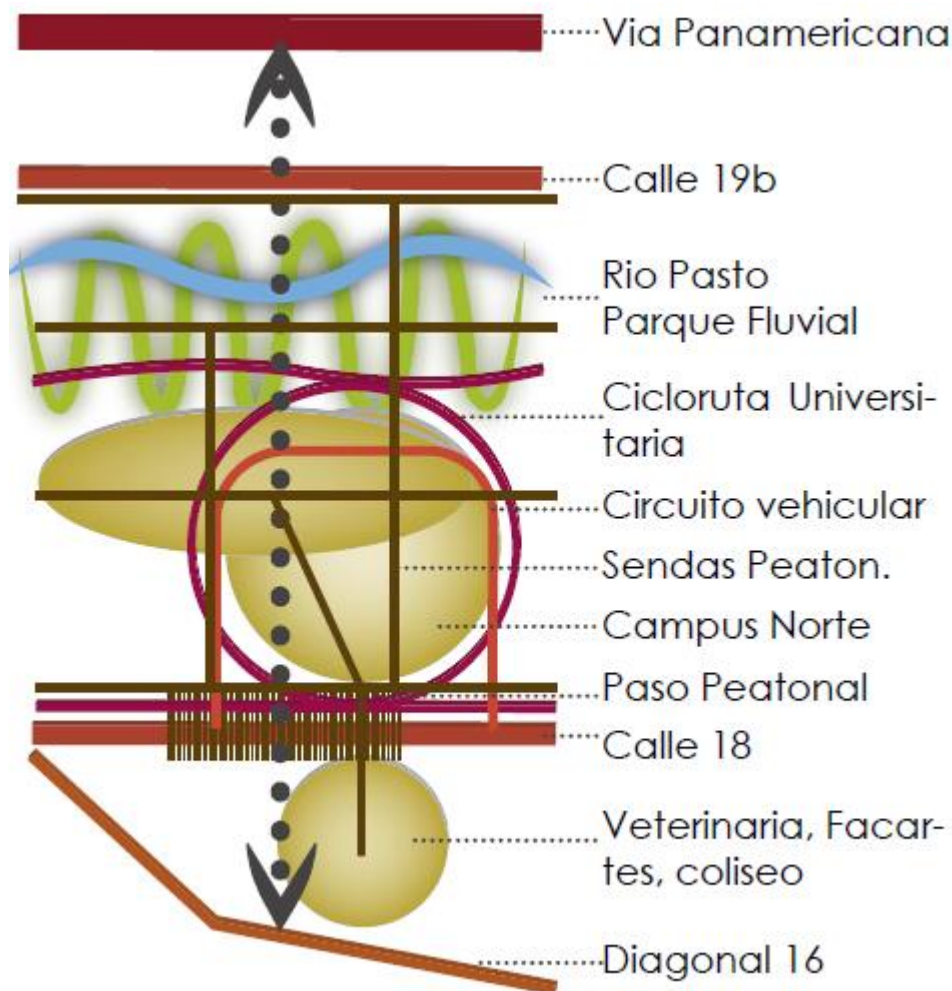 Via Panamericana
Calle 19b
Rio Pasto
Parque Fluvial
Cicloruta Universi-
taria
Circuito vehicular
Sendas Peaton.
Campus Norte
Paso Peatonal
Calle 18
Veterinaria, Facar-
tes, coliseo
Diagonal 16